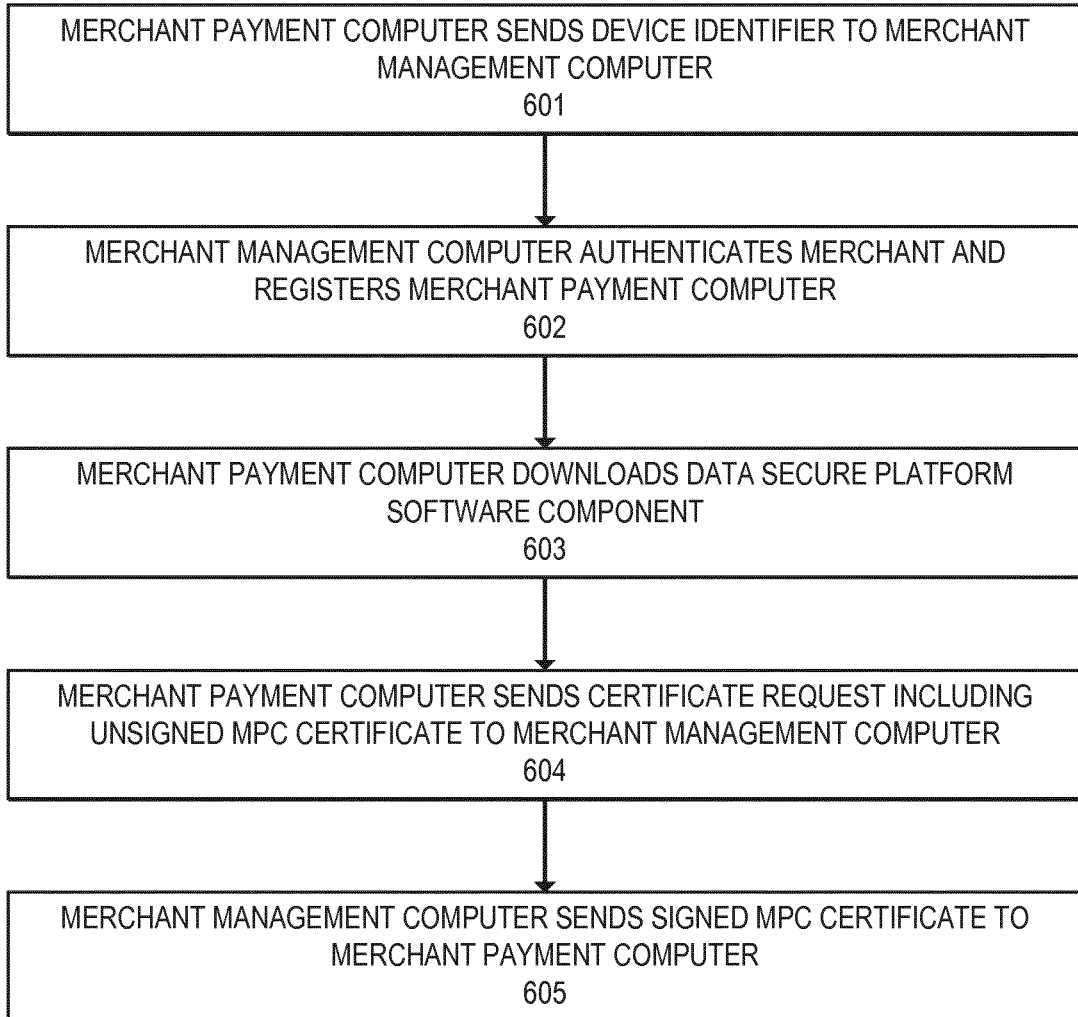 MERCHANT PAYMENT COMPUTER SENDS DEVICE IDENTIFIER TO MERCHANT
MANAGEMENT COMPUTER
601
MERCHANT MANAGEMENT COMPUTER AUTHENTICATES MERCHANT AND
REGISTERS MERCHANT PAYMENT COMPUTER
602
MERCHANT PAYMENT COMPUTER DOWNLOADS DATA SECURE PLATFORM
SOFTWARE COMPONENT
603
MERCHANT PAYMENT COMPUTER SENDS CERTIFICATE REQUEST INCLUDING
UNSIGNED MPC CERTIFICATE TO MERCHANT MANAGEMENT COMPUTER
604
MERCHANT MANAGEMENT COMPUTER SENDS SIGNED MPC CERTIFICATE TO
MERCHANT PAYMENT COMPUTER
605